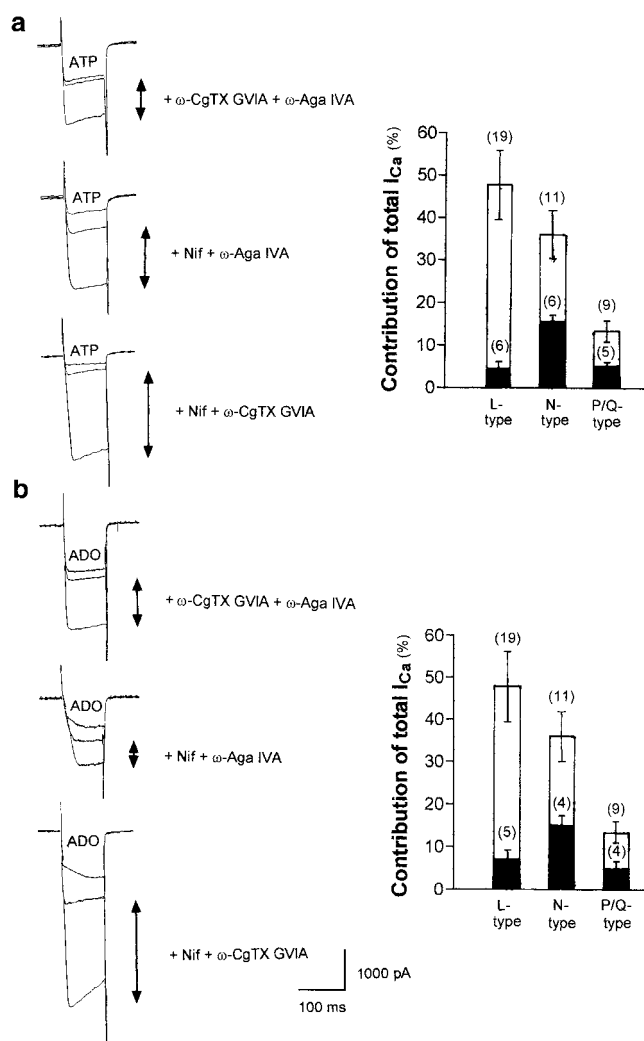 a
ATP
+ ω-CgTX GVIA + ω-Aga IVA
ATP
+ Nif + ω-Aga IVA
ATP
+ Nif + ω-CgTX GVIA
Contribution of total ICa (%)
60
50
40
30
20
10
0
(19)
(11)
(9)
(6)
(6)
(5)
L-
type
N-
type
P/Q-
type
b
ADO
+ ω-CgTX GVIA + ω-Aga IVA
ADO
+ Nif + ω-Aga IVA
ADO
+ Nif + ω-CgTX GVIA
1000 pA
100 ms
Contribution of total ICa (%)
60
50
40
30
20
10
0
(19)
(11)
(9)
(5)
(4)
(4)
L-
type
N-
type
P/Q-
type